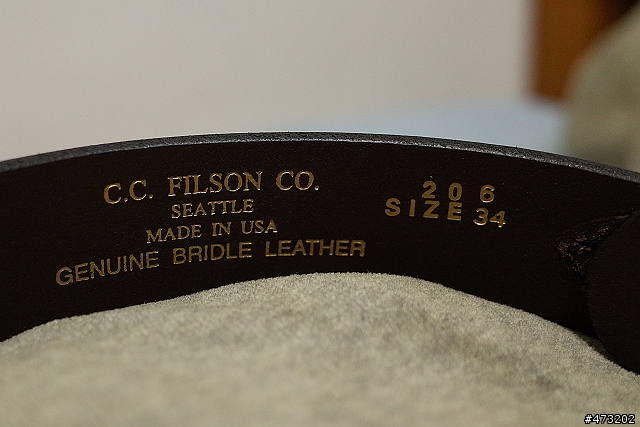 C.C. FILSON CO.
SEATTLE
MADE IN USA
GENUINE BRIDLE LEATHER
206
SIZE 34
#473202